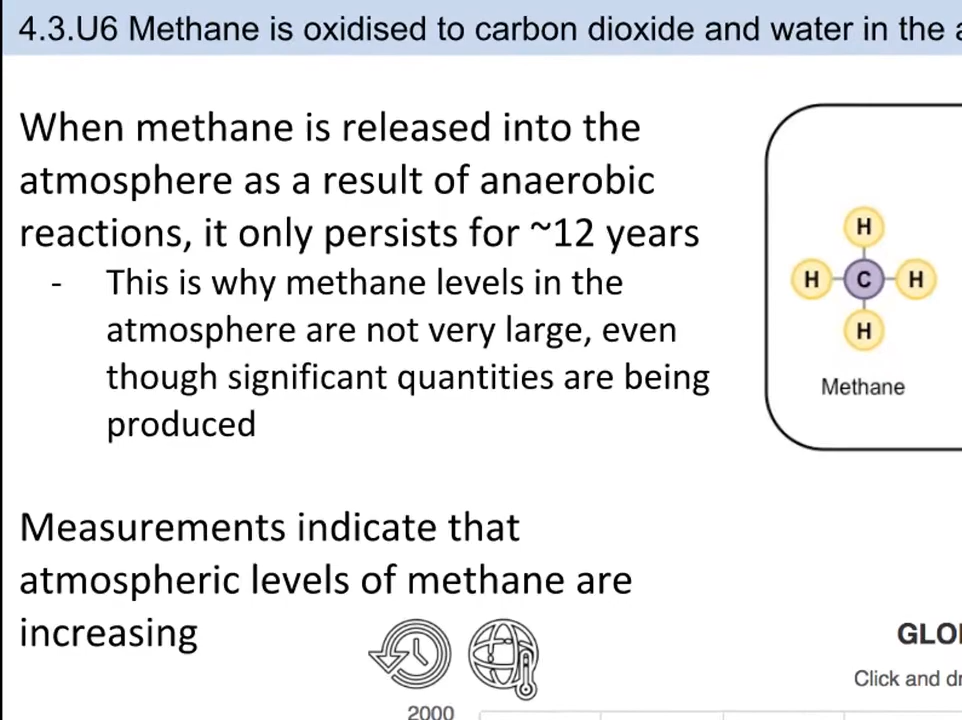 4.3.U6 Methane is oxidised to carbon dioxide and water in the
When methane is released into the
atmosphere as a result of anaerobic
reactions, it only persists for ~12 years
- This is why methane levels in the
atmosphere are not very large, even
though significant quantities are being
produced
H
H C H
H
Methane
Measurements indicate that
atmospheric levels of methane are
increasing
GLO
Click and
2000